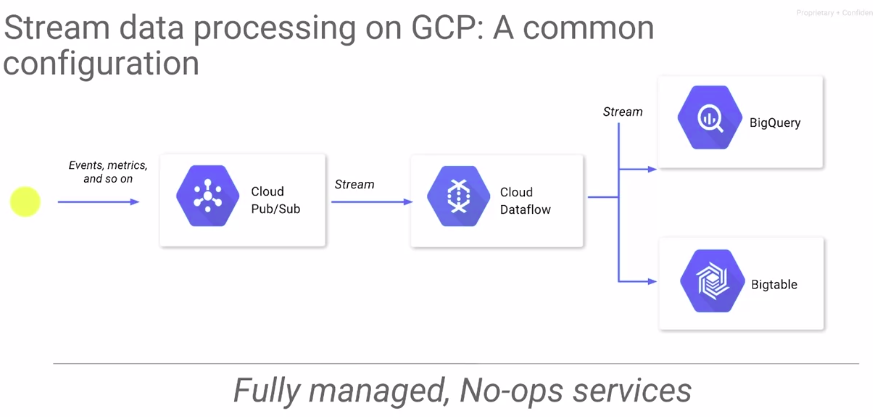 Proprietary + Confiden
Stream data processing on GCP: A common
configuration
Events, metrics,
and so on
Cloud
Pub/Sub
Stream
Cloud
Dataflow
Stream
BigQuery
Bigtable
Fully managed, No-ops services